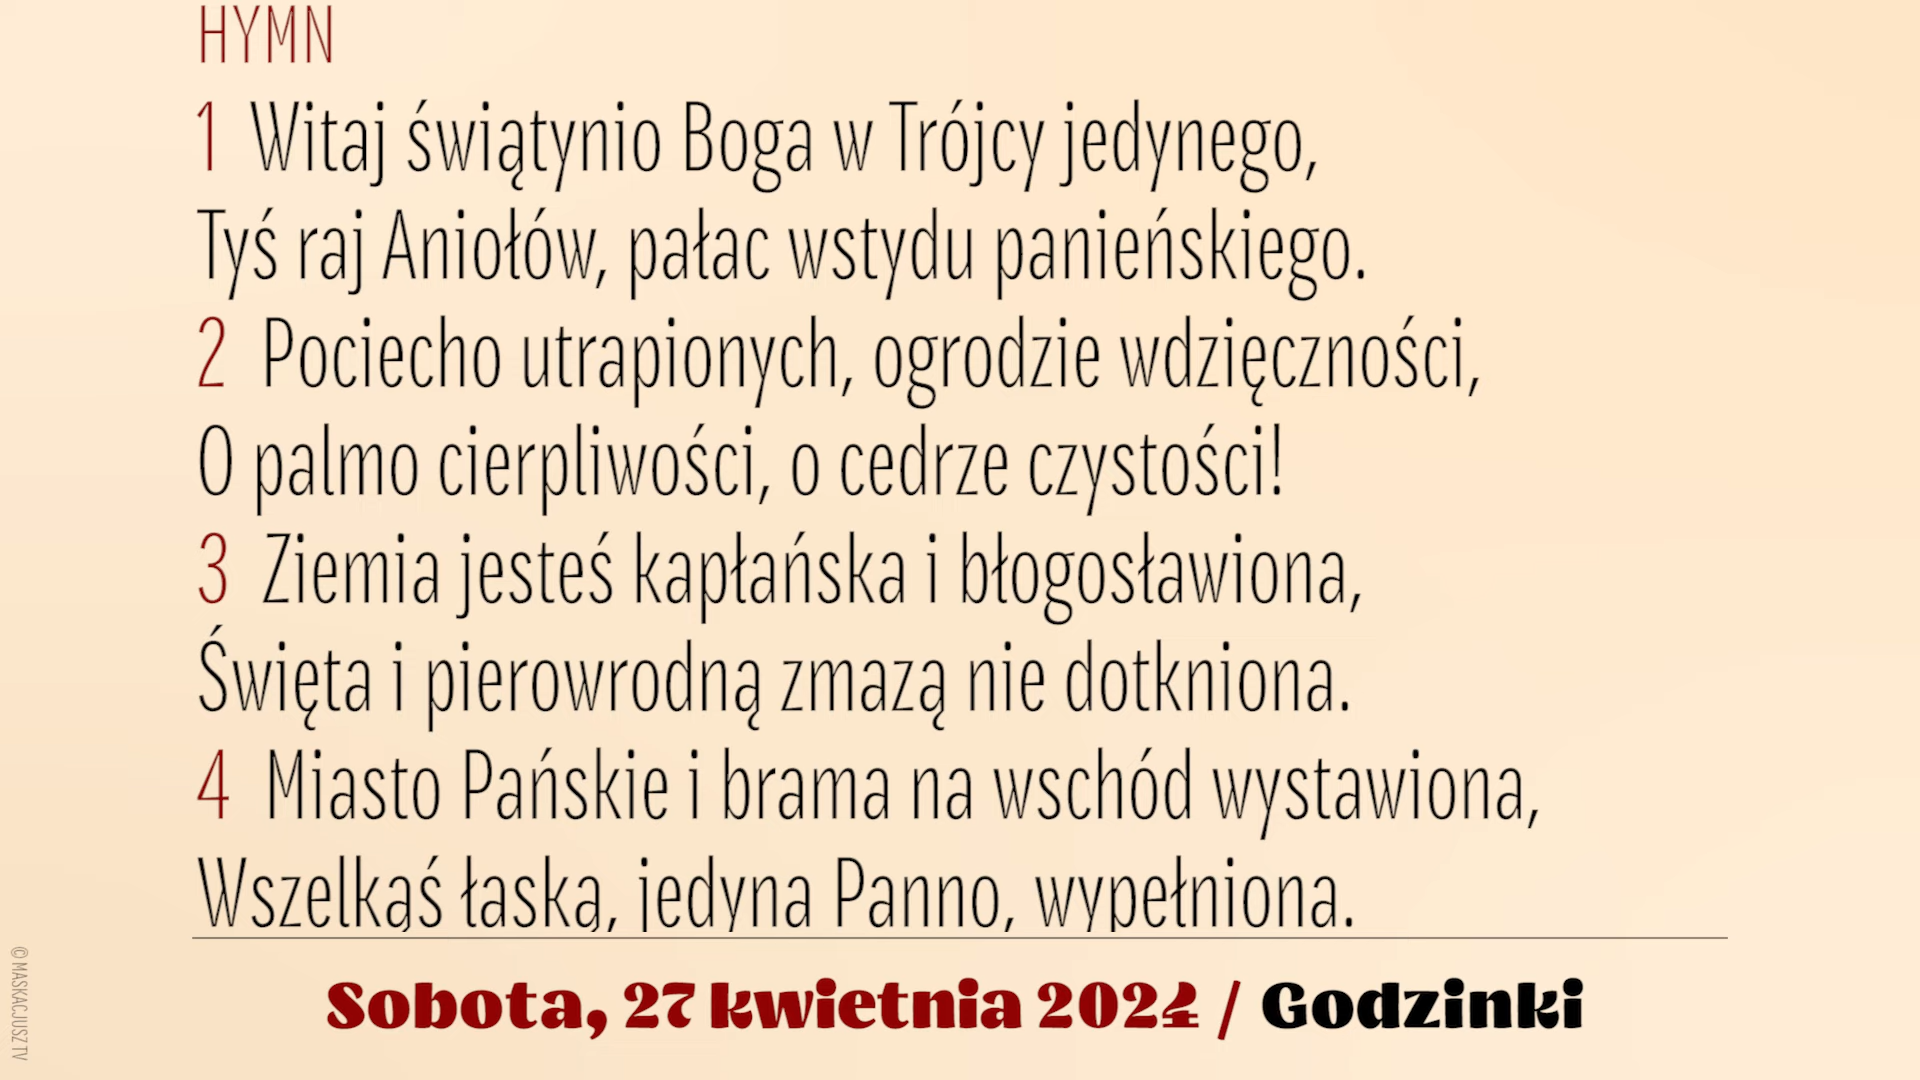 HYMN
1 Witaj świątynio Boga w Trójcy jedynego,
Tyś raj Aniołów, pałac wstydu panieńskiego.
2 Pociecho utrapionych, ogrodzie wdzięczności,
O palmo cierpliwości, o cedrze czystości!
3 Ziemia jesteś kapłańska i błogosławiona,
Święta i pierowrodną zmazą nie dotkniona.
4 Miasto Pańskie i brama na wschód wystawiona,
Wszelkąś łaską, jedyna Panno, wypełniona.
Sobota, 27 kwietnia 2024 / Godzinki
© MASKACJUSZ TV